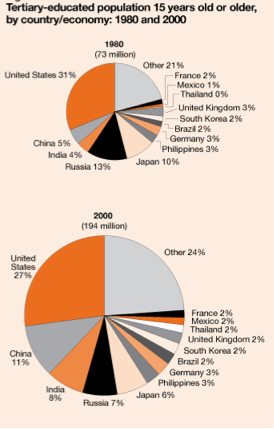 Tertiary-educated population 15 years old or older,
by country/economy: 1980 and 2000
1980
(73 million)
United States 31%
Other 21%
France 2%
Mexico 1%
Thailand 0%
United Kingdom 3%
South Korea 2%
Brazil 2%
Germany 3%
Philippines 3%
Japan 10%
Russia 13%
India 4%
China 5%
2000
(194 million)
United
States
27%
Other 24%
France 2%
Mexico 2%
Thailand 2%
United Kingdom 2%
South Korea 2%
Brazil 2%
Germany 3%
Philippines 3%
Japan 6%
Russia 7%
India
8%
China
11%